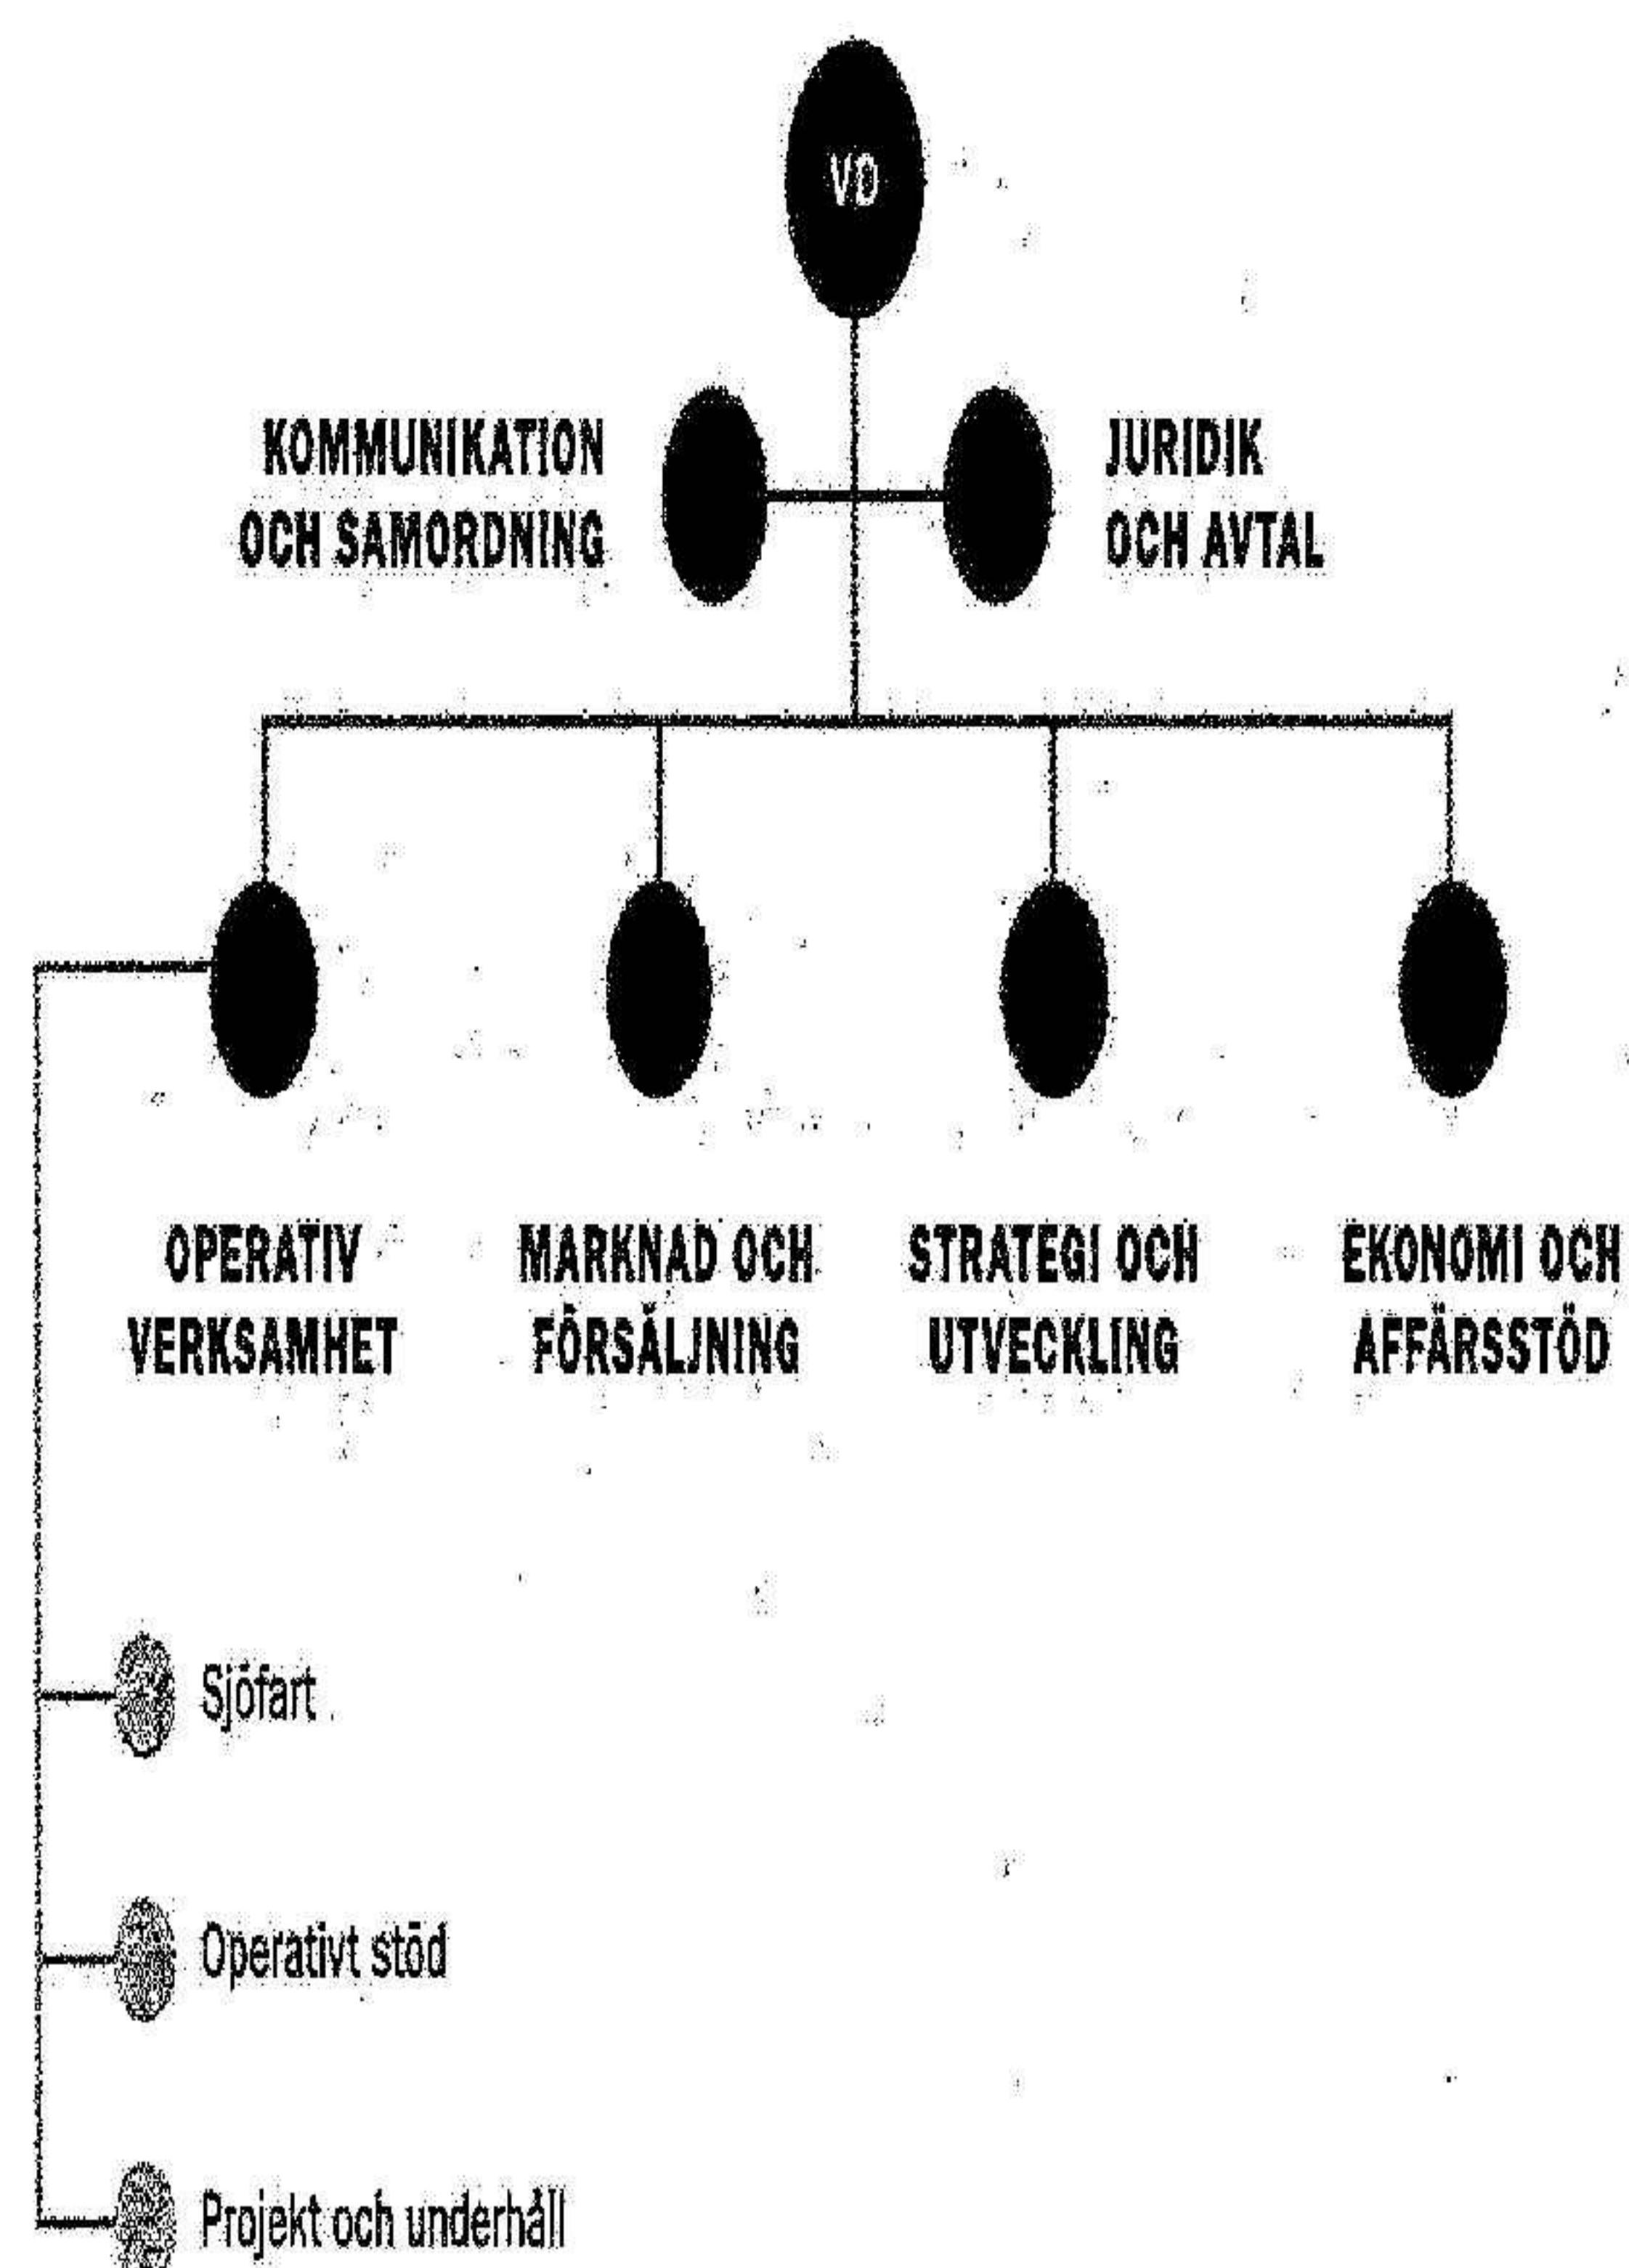 VD
KOMMUNIKATION
OCH SAMORDNING
JURIDIK
OCH AVTAL
OPERATIV
VERKSAMHET
MARKNAD OCH
FÖRSÄLJNING
STRATEGI OCH
UTVECKLING
EKONOMI OCH
AFFÄRSSTÖD
Sjöfart
Operativt stöd
Projekt och underhåll